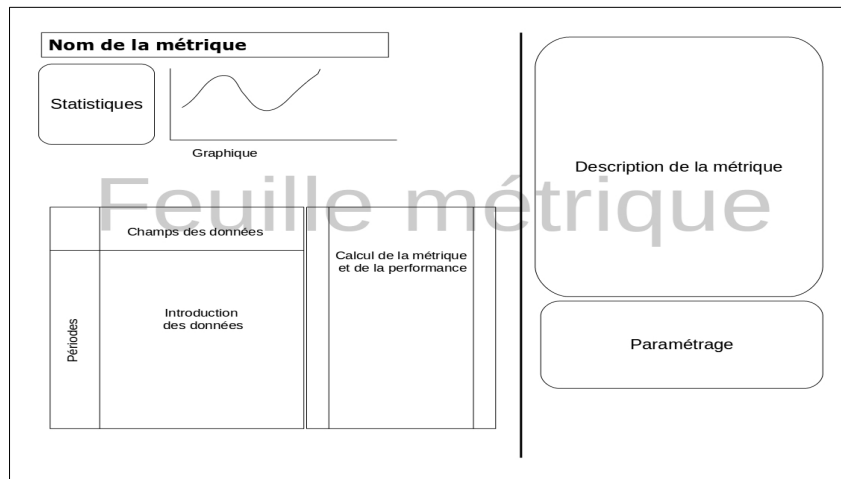 Nom de la métrique
Statistiques
Graphique
Feuille métrique
Champs des données
Périodes
Introduction
des données
Calcul de la métrique
et de la performance
Description de la métrique
Paramétrage